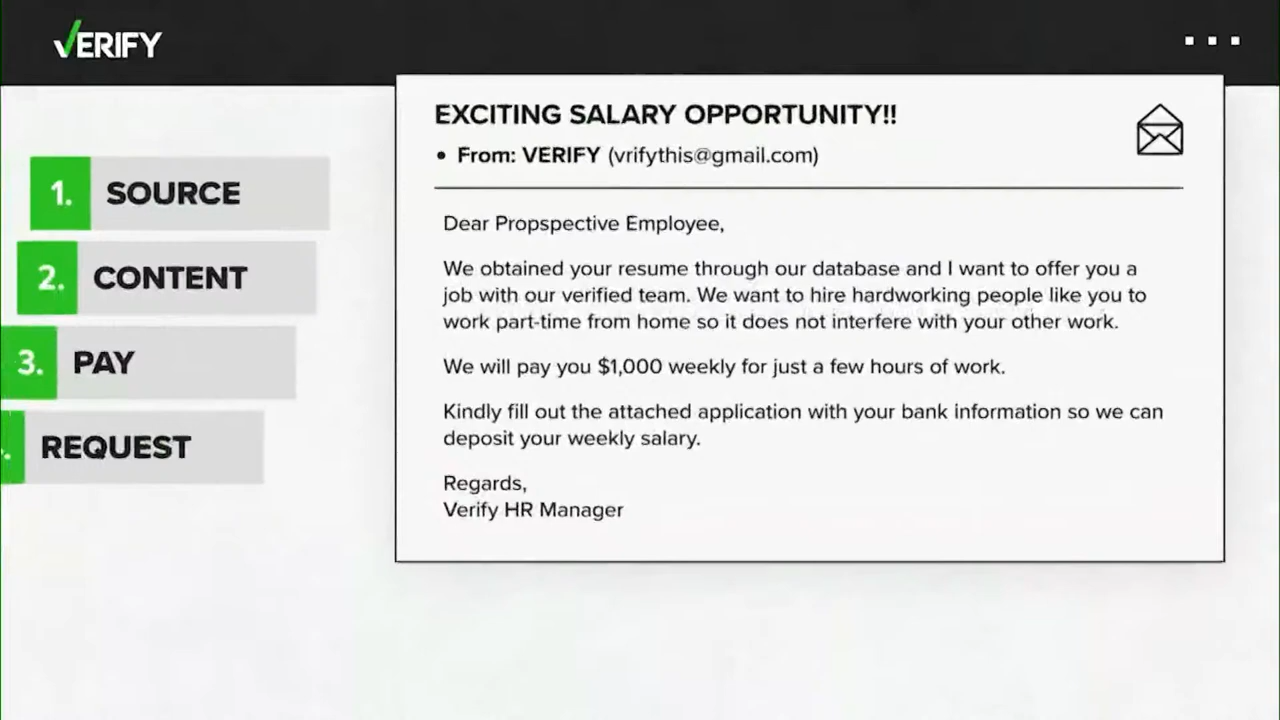 VERIFY
1. SOURCE
2. CONTENT
3. PAY
. REQUEST
EXCITING SALARY OPPORTUNITY!!
• From: VERIFY (vrifythis@gmail.com)
Dear Propspective Employee,
We obtained your resume through our database and I want to offer you a
job with our verified team. We want to hire hardworking people like you to
work part-time from home so it does not interfere with your other work.
We will pay you $1,000 weekly for just a few hours of work.
Kindly fill out the attached application with your bank information so we can
deposit your weekly salary.
Regards,
Verify HR Manager